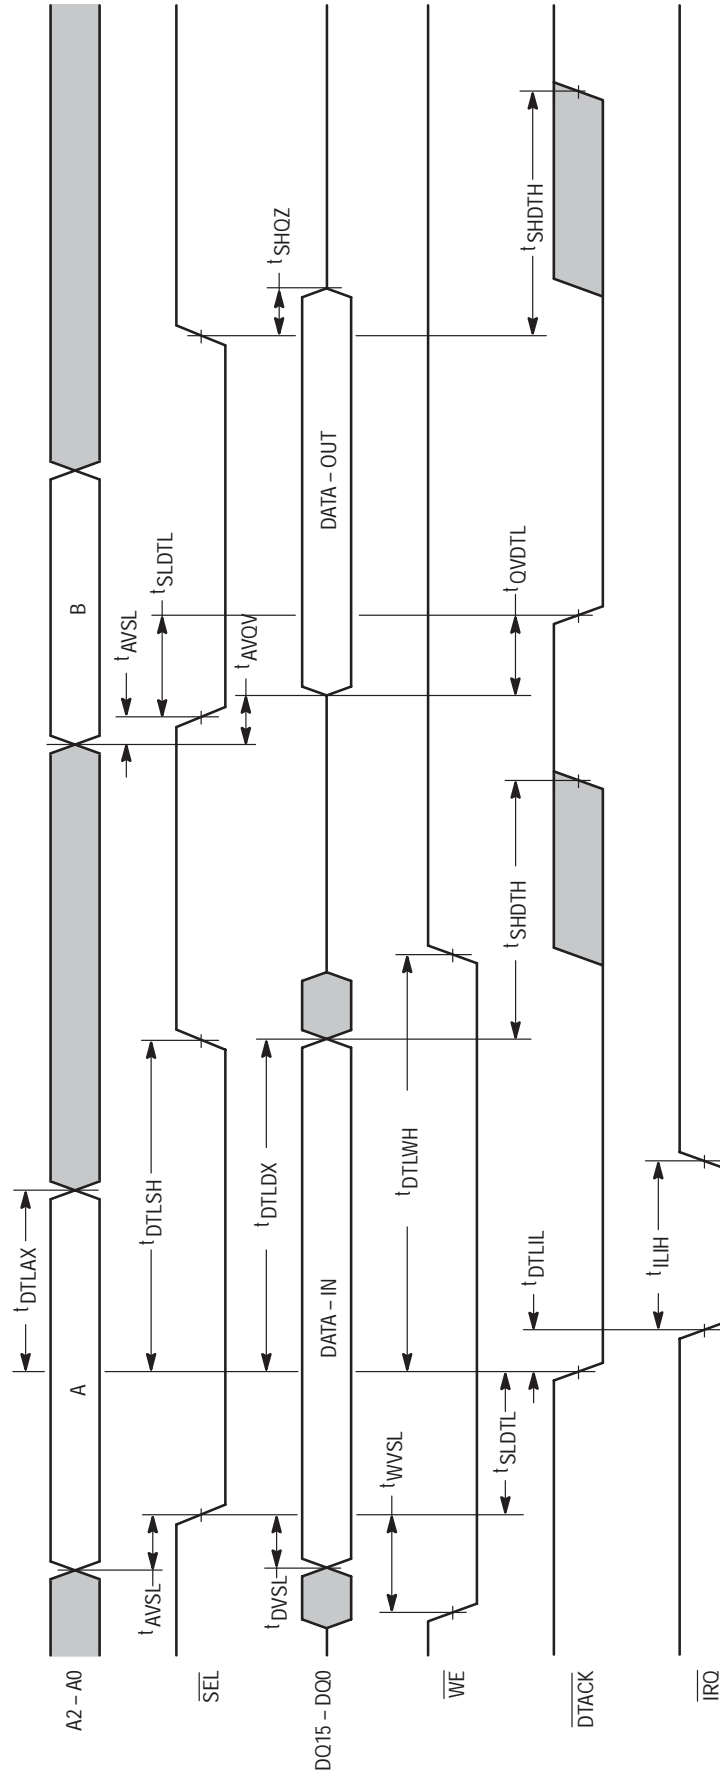 A2 – A0
A
B
tAVSL
tDTLAX
tAVSL
SEL
tDTLSH
tSLDTL
DQ15 – DQ0
tDVSL
DATA – IN
tDTLDX
tAVQV
DATA – OUT
tSHQZ
WE
tWVSL
tDTLWH
DTACK
tSLDTL
tDTLIL
tSHDTH
tQVDTL
tSHDTH
IRQ
tILIH